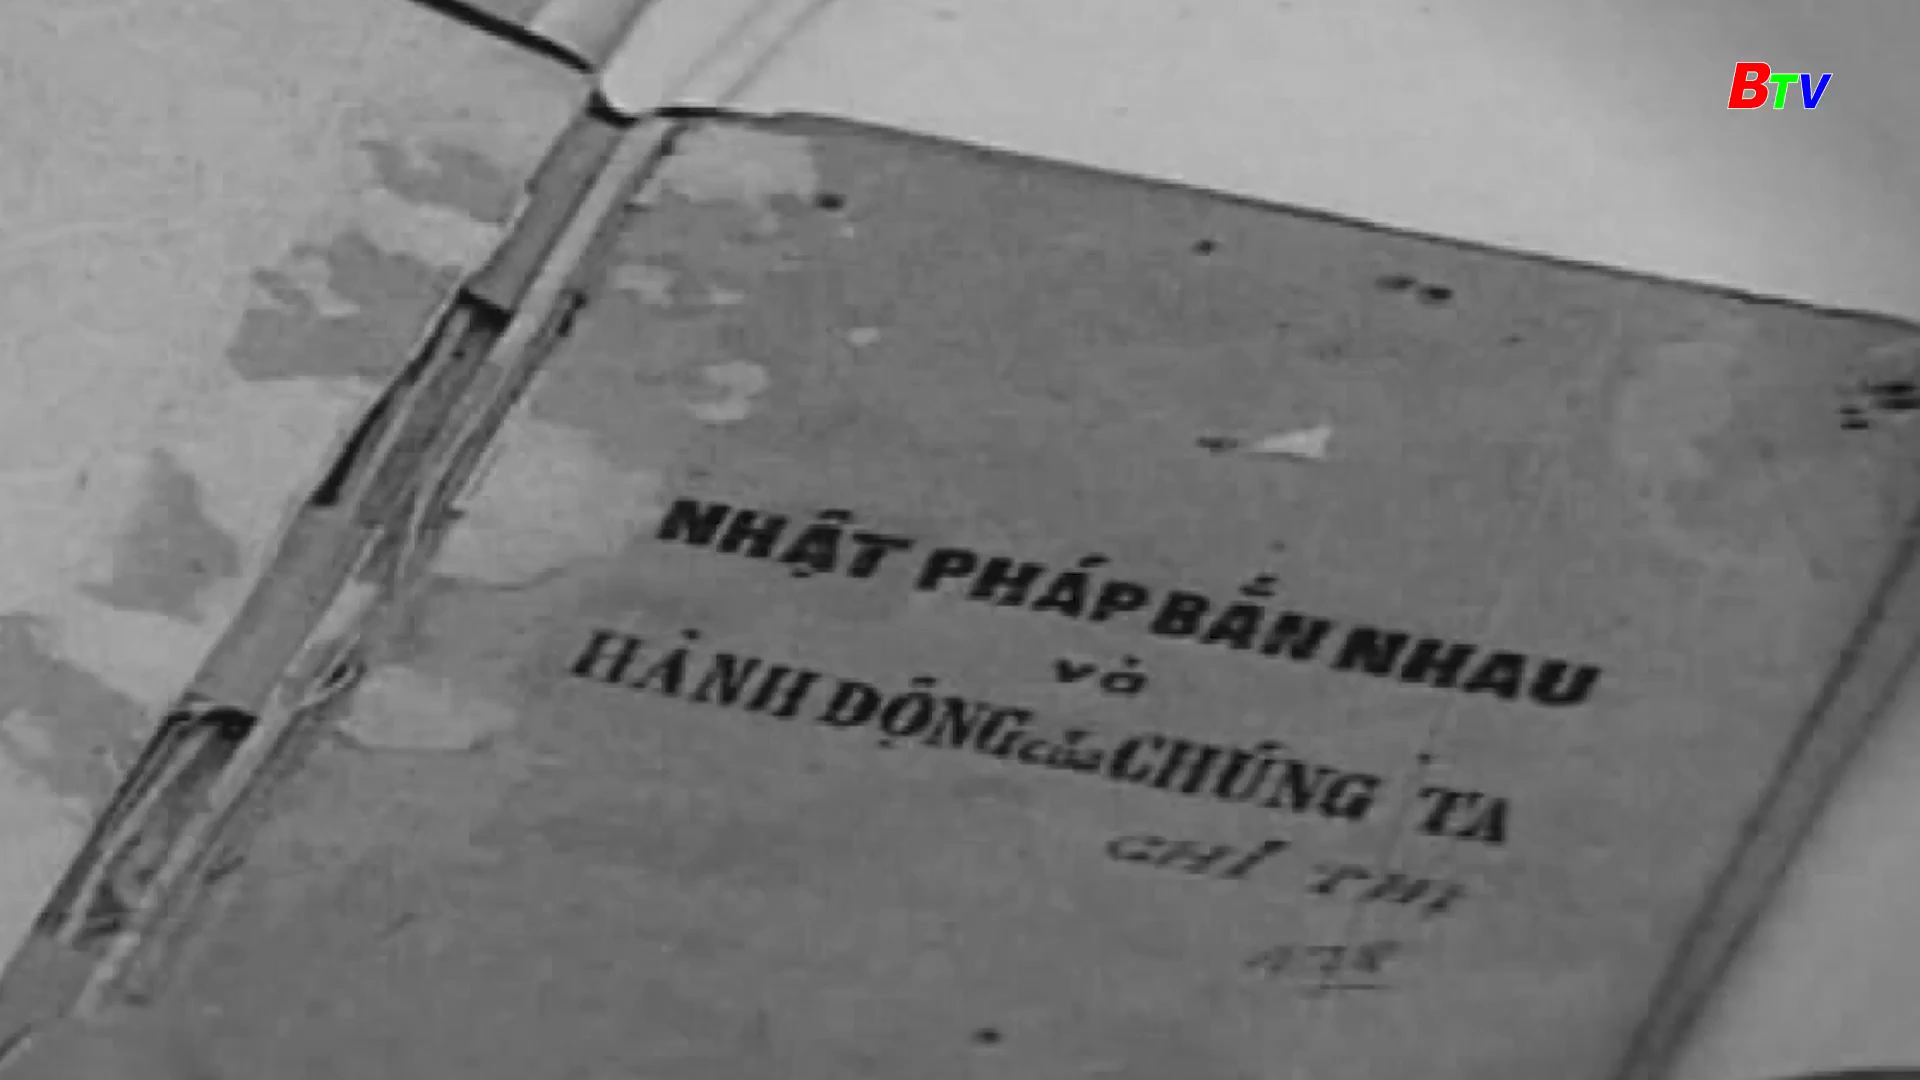 BTV
NHẬT PHÁP BẮN NHAU
và
HÀNH ĐỘNG của CHÚNG TA
CHỈ THỊ